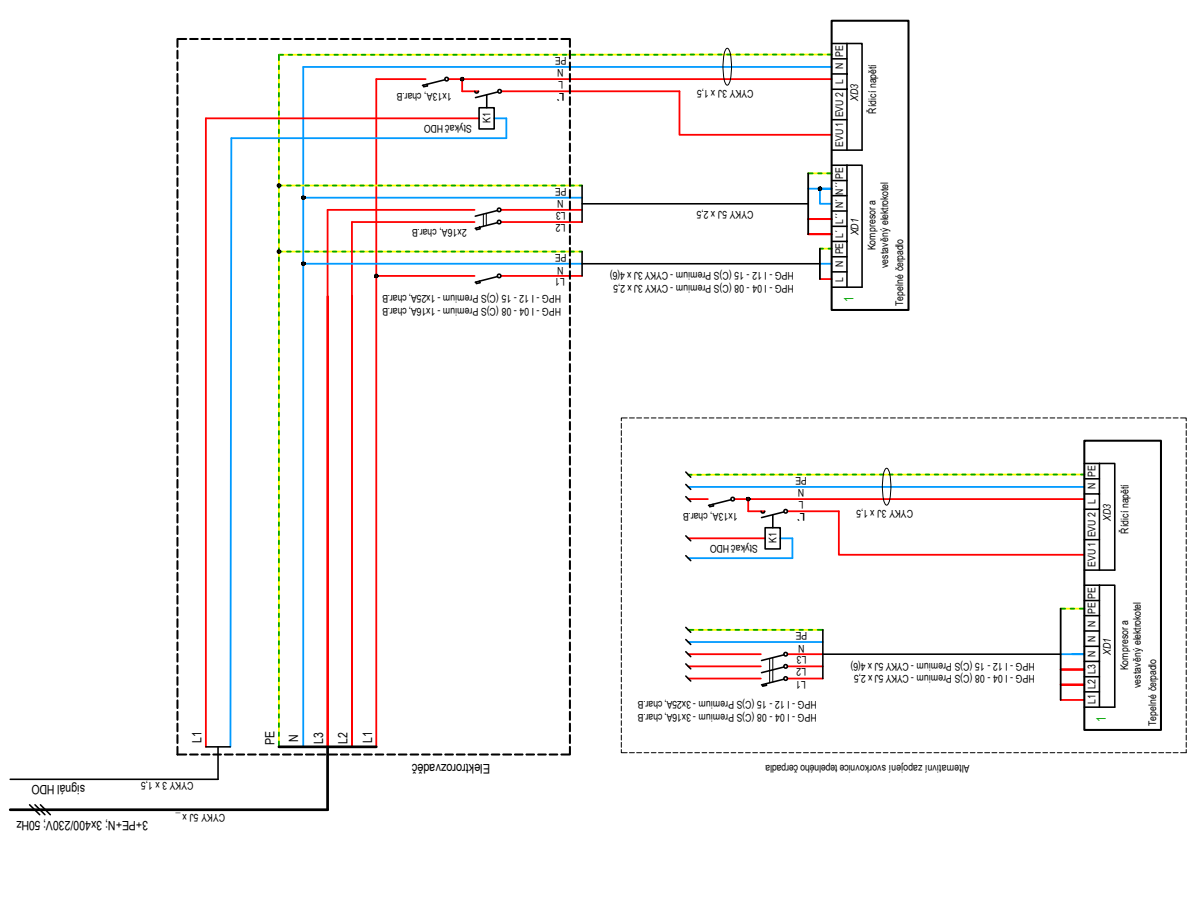 PE
N
L
L'
1x13A, char.B
K1
Stykač HDO
CYKY 3J x 1,5
PE
N
L
EVU 2
EVU 1
XD3
Řídicí napětí
PE
N
L3
L2
2x16A, char.B
CYKY 5J x 2,5
PE
N''
N'
L''
L'
PE
N
L
XD1
Kompresor a
vestavěný elektrokotel
Tepelné čerpadlo
1
PE
N
L1
HPG - I 12 - 15 (C)S Premium - 1x25A, char.B
HPG - I 04 - 08 (C)S Premium - 1x16A, char.B
HPG - I 12 - 15 (C)S Premium - CYKY 3J x 4(6)
HPG - I 04 - 08 (C)S Premium - CYKY 3J x 2,5
PE
N
L
L'
1x13A, char.B
K1
Stykač HDO
CYKY 3J x 1,5
PE
N
L
EVU 2
EVU 1
XD3
Řídicí napětí
PE
N
L3
L2
L1
HPG - I 12 - 15 (C)S Premium - CYKY 5J x 4(6)
HPG - I 04 - 08 (C)S Premium - CYKY 5J x 2,5
HPG - I 12 - 15 (C)S Premium - 3x25A, char.B
HPG - I 04 - 08 (C)S Premium - 3x16A, char.B
PE
PE
N
N
N
L3
L2
L1
XD1
Kompresor a
vestavěný elektrokotel
Tepelné čerpadlo
1
Alternativní zapojení svorkovnice tepelného čerpadla
L1
PE
N
L3
L2
L1
Elektrorozvaděč
signál HDO
CYKY 3 x 1,5
3+PE+N; 3x400/230V; 50Hz
CYKY 5J x _